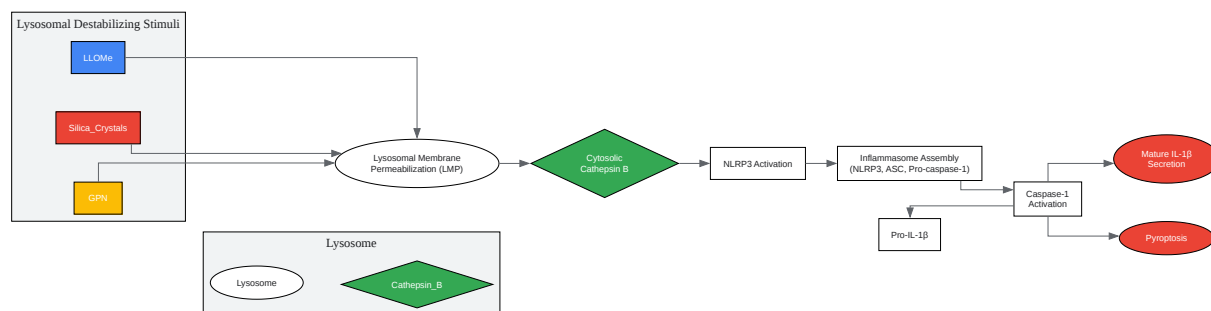 Lysosomal Destabilizing Stimuli
LLOMe
Silica_Crystals
GPN
Lysosomal Membrane
Permeabilization (LMP)
Cytosolic
Cathepsin B
NLRP3 Activation
Inflammasome Assembly
(NLRP3, ASC, Pro-caspase-1)
Caspase-1
Activation
Pro-IL-1β
Mature IL-1β
Secretion
Pyroptosis
Lysosome
Lysosome
Cathepsin_B